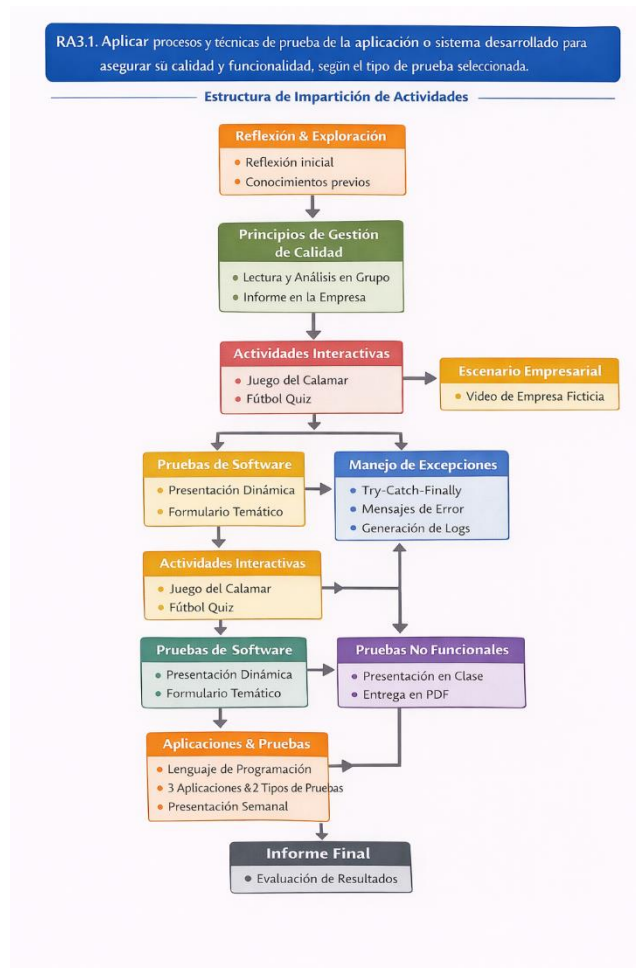 RA3.1. Aplicar procesos y técnicas de prueba de la aplicación o sistema desarrollado para
asegurar sù calidad y funcionalidad, según el tipo de prueba seleccionada.
Estructura de Impartición de Actividades
Reflexión & Exploración
• Reflexión inicial
• Conocimientos previos
Principios de Gestión
de Calidad
• Lectura y Análisis en Grupo
• Informe en la Empresa
Actividades Interactivas
• Juego del Calamar
• Fútbol Quiz
Escenario Empresarial
• Video de Empresa Ficticia
Pruebas de Software
• Presentación Dinámica
• Formulario Temático
Manejo de Excepciones
• Try-Catch-Finally
• Mensajes de Error
• Generación de Logs
Actividades Interactivas
• Juego del Calamar
• Fútbol Quiz
Pruebas de Software
• Presentación Dinámica
• Formulario Temático
Pruebas No Funcionales
• Presentación en Clase
• Entrega en PDF
Aplicaciones & Pruebas
• Lenguaje de Programación
• 3 Aplicaciones & 2 Tipos de Pruebas
• Presentación Semanal
Informe Final
• Evaluación de Resultados